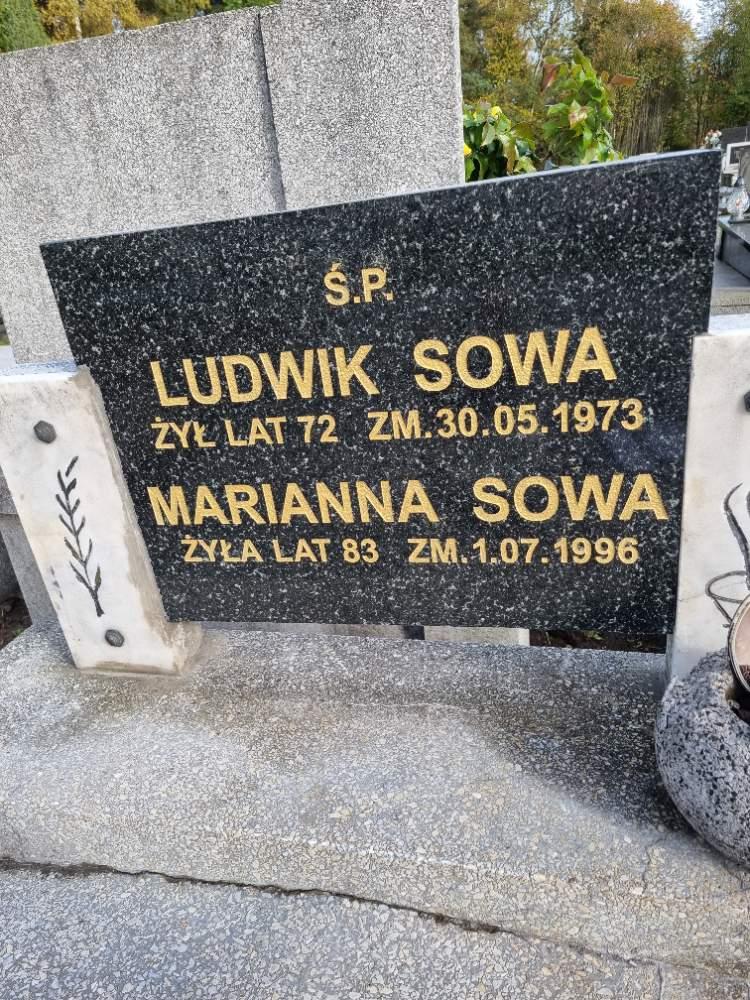 Ś.P.
LUDWIK SOWA
ŻYŁ LAT 72 ZM.30.05.1973
MARIANNA SOWA
ŻYŁA LAT 83 ZM.1.07.1996